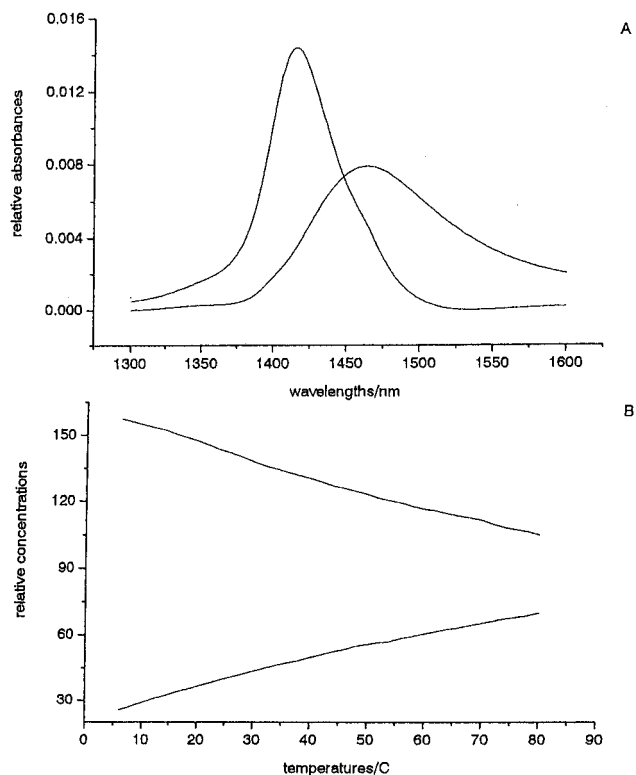 A
0.016
0.012
0.008
0.004
0.000
relative absorbances
1300 1350 1400 1450 1500 1550 1600
wavelengths/nm
B
150
120
90
60
30
relative concentrations
0 10 20 30 40 50 60 70 80 90
temperatures/C